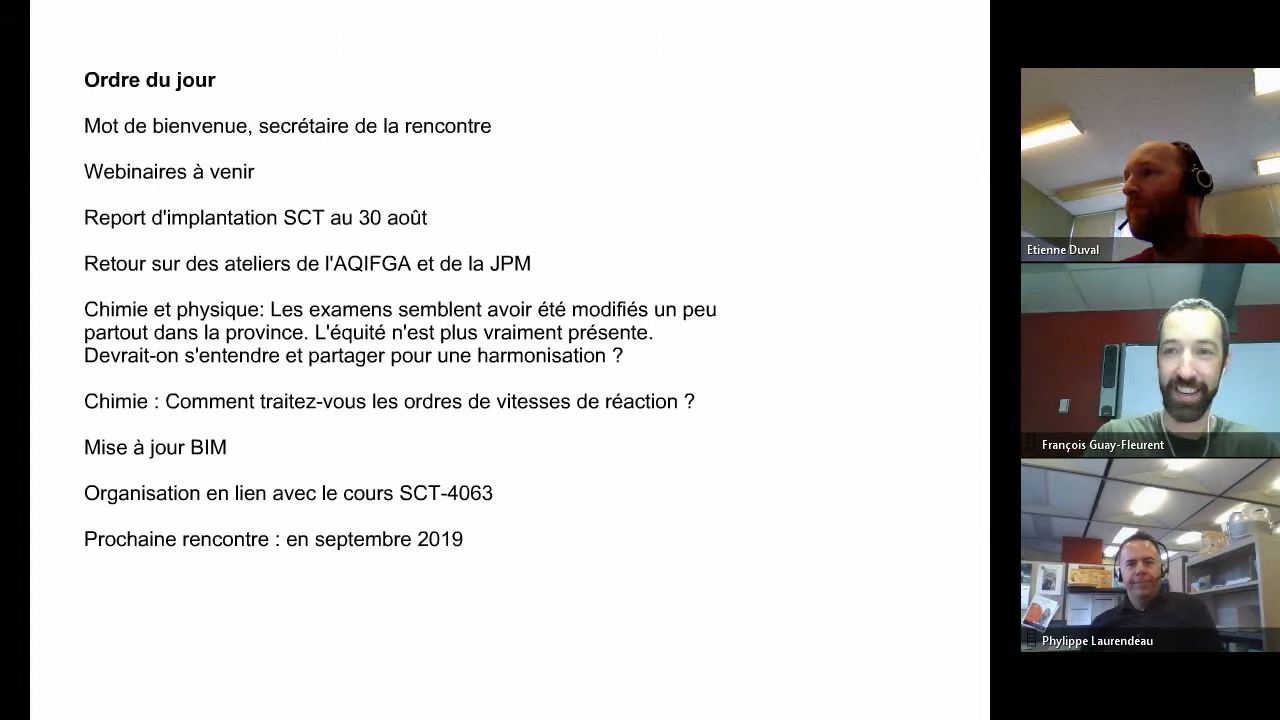 Ordre du jour
Mot de bienvenue, secrétaire de la rencontre
Webinaires à venir
Report d'implantation SCT au 30 août
Retour sur des ateliers de l'AQIFGA et de la JPM
Chimie et physique: Les examens semblent avoir été modifiés un peu
partout dans la province. L'équité n'est plus vraiment présente.
Devrait-on s'entendre et partager pour une harmonisation ?
Chimie : Comment traitez-vous les ordres de vitesses de réaction ?
Mise à jour BIM
Organisation en lien avec le cours SCT-4063
Prochaine rencontre : en septembre 2019
Etienne Duval
François Guay-Fleurent
Phylippe Laurendeau